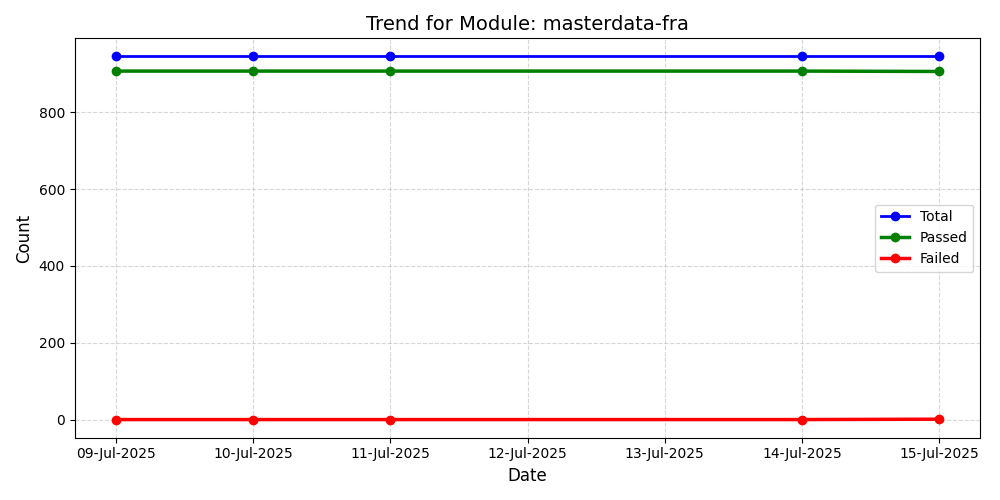 Trend for Module: masterdata-fra
Count
800
600
400
200
0
Total
Passed
Failed
09-Jul-2025 10-Jul-2025 11-Jul-2025 12-Jul-2025 13-Jul-2025 14-Jul-2025 15-Jul-2025
Date